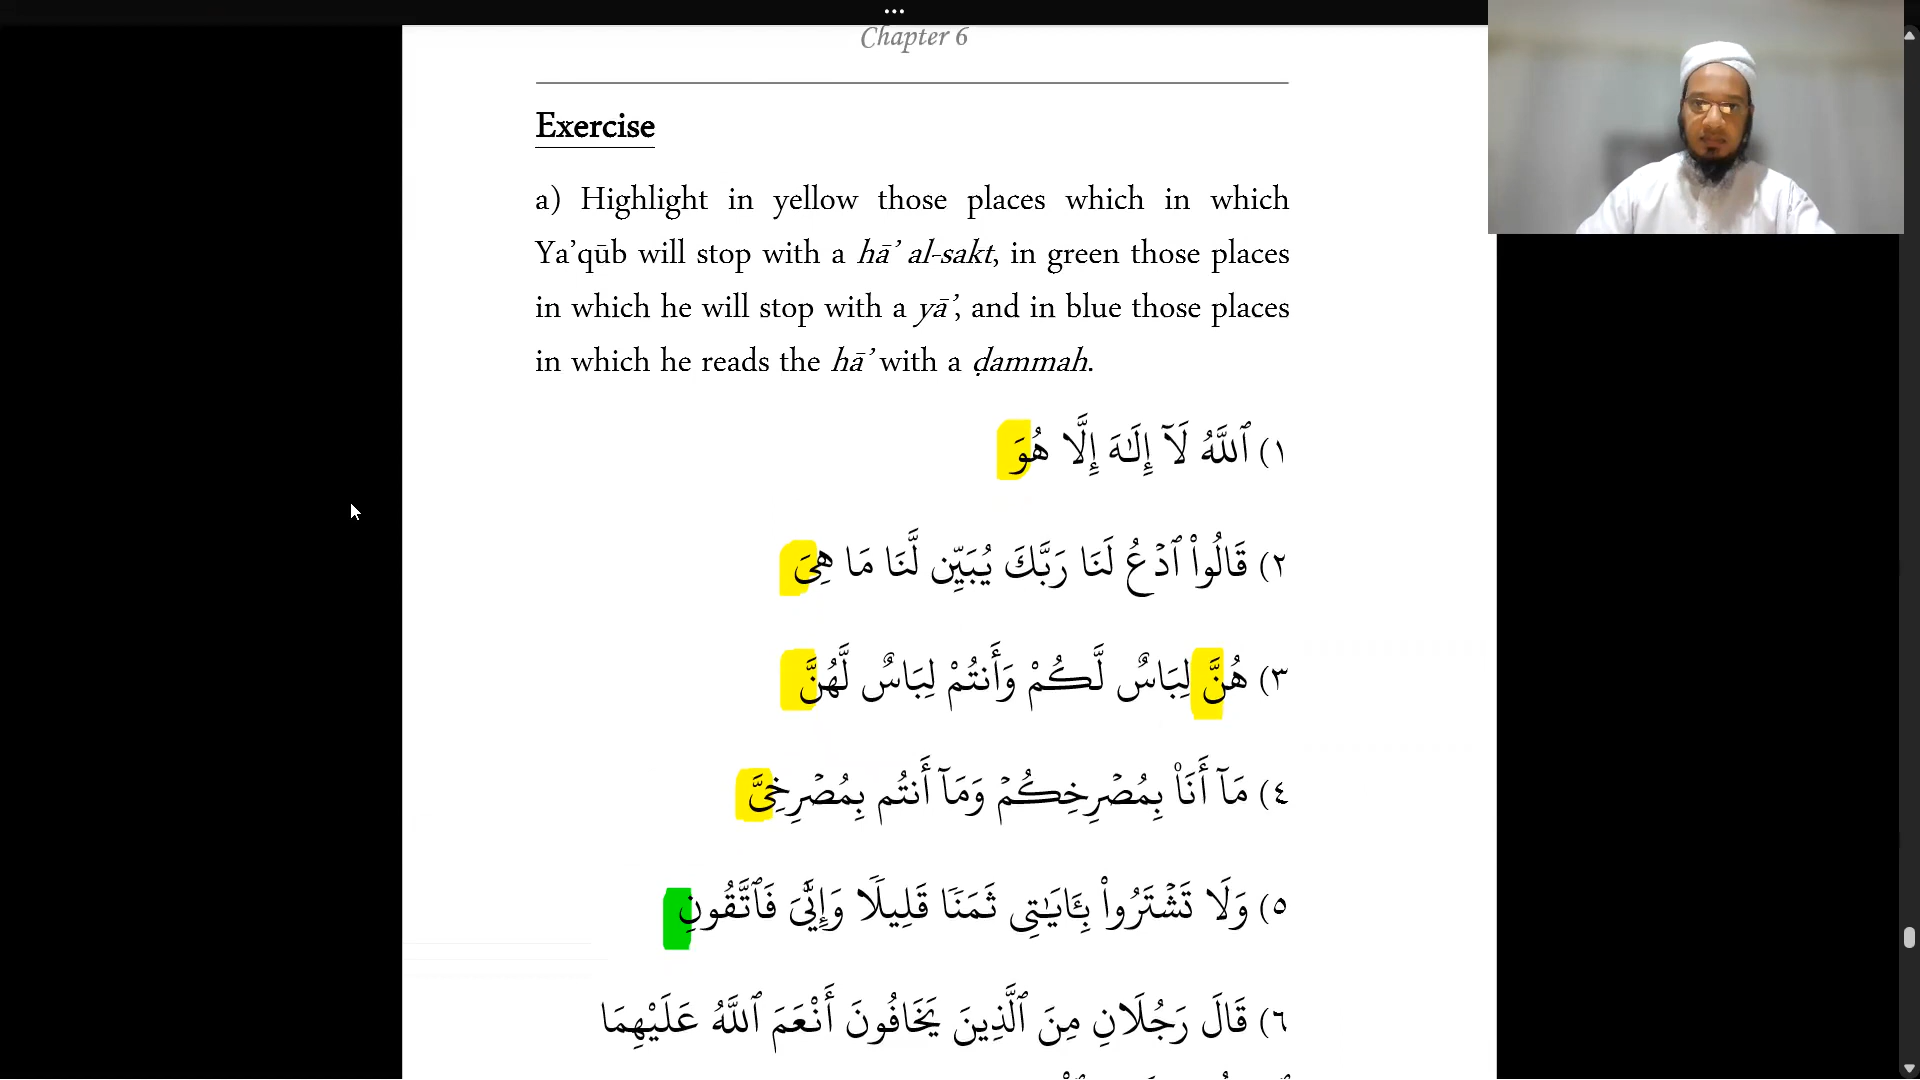 Chapter 6
Exercise
a) Highlight in yellow those places which in which
Ya’qūb will stop with a hā’ al-sakt, in green those places
in which he will stop with a yā’, and in blue those places
in which he reads the hā’ with a ḍammah.
١) ٱللَّهُ لَآ إِلَـٰهَ إِلَّا هُوَ
٢) قَالُوا۟ ٱدۡعُ لَنَا رَبَّكَ يُبَيِّن لَّنَا مَا هِىَ
٣) هُنَّ لِبَاسٌ لَّكُمْ وَأَنتُمْ لِبَاسٌ لَّهُنَّ
٤) مَآ أَنَا۠ بِمُصۡرِخِكُمۡ وَمَآ أَنتُم بِمُصۡرِخِىَّ
٥) وَلَا تَشۡتَرُوا۟ بِـَٔايَـٰتِى ثَمَنًا قَلِيلًا وَإِيَّـٰىَ فَٱتَّقُونِ
٦) قَالَ رَجُلَانِ مِنَ ٱلَّذِينَ يَخَافُونَ أَنْعَمَ ٱللَّهُ عَلَيْهِمَا